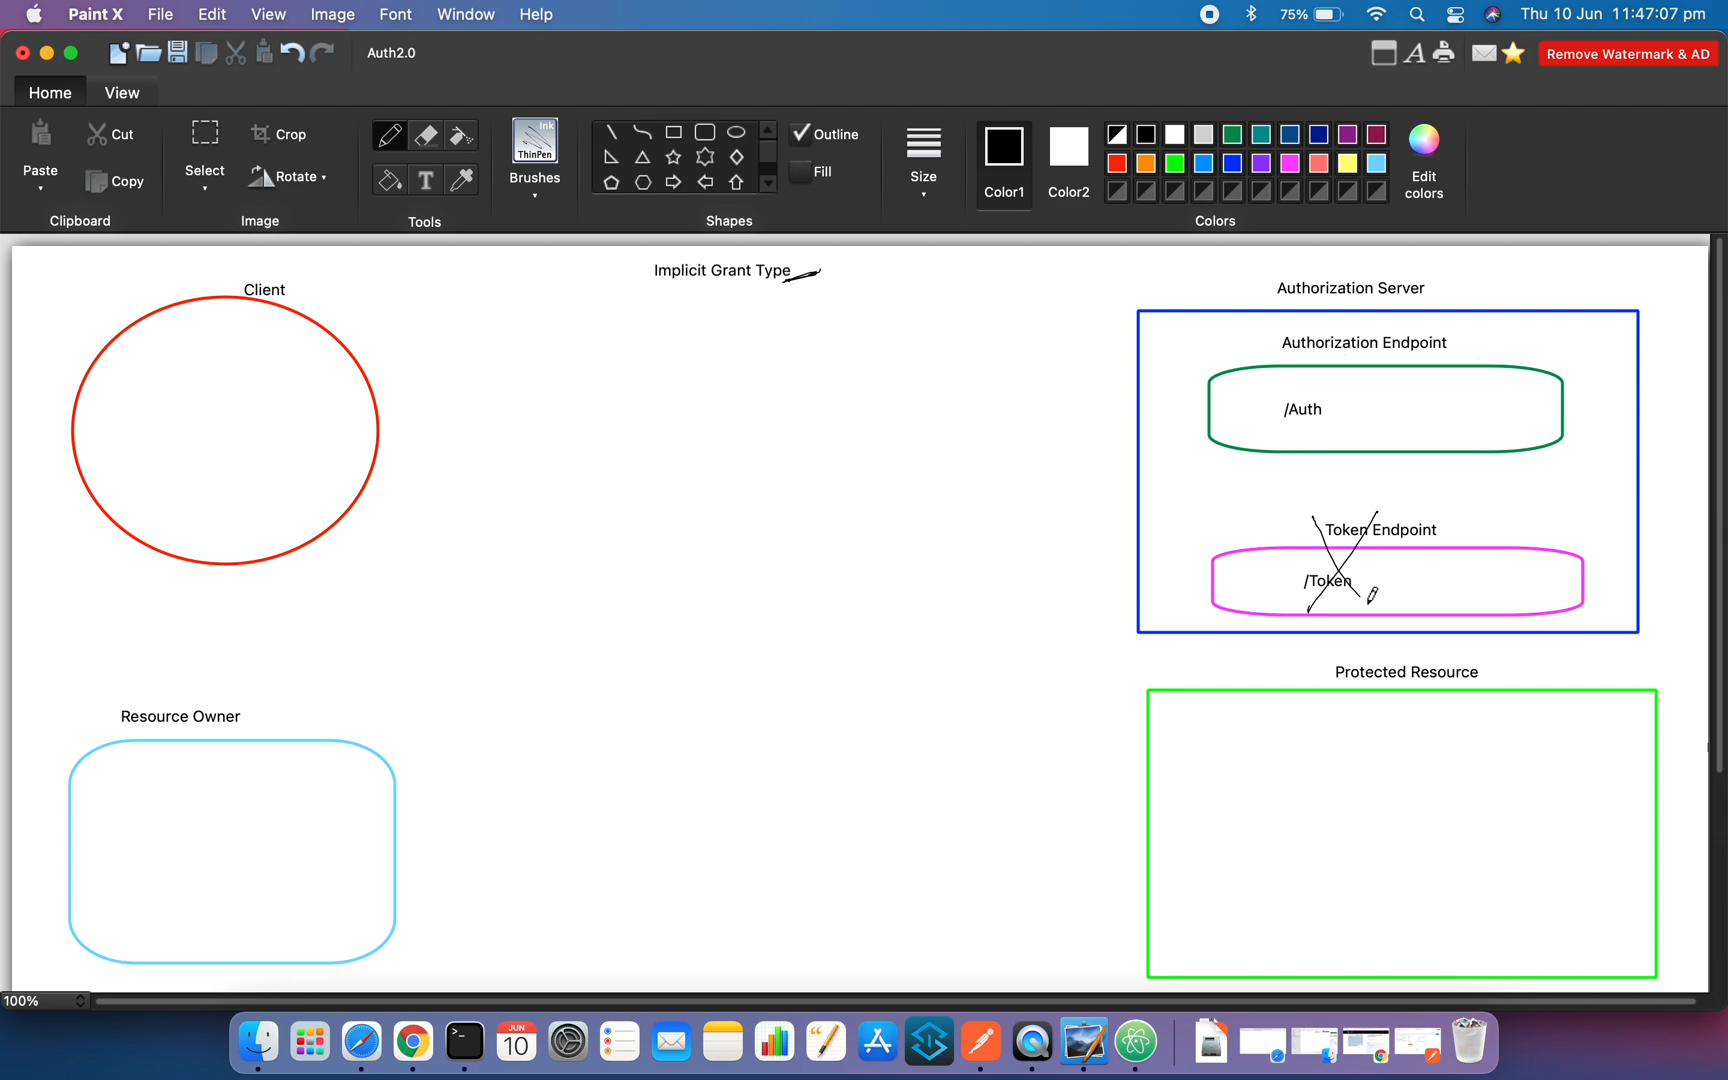 Paint X File Edit View Image Font Window Help 75% Thu 10 Jun 11:47:07 pm
Auth2.0 Remove Watermark & AD
Home View
Paste Cut Copy Select Crop Rotate Ink ThinPen Brushes Outline Fill Size Color1 Color2 Edit colors
Clipboard Image Tools Shapes Colors
Implicit Grant Type
Client
Authorization Server
Authorization Endpoint
/Auth
Token Endpoint
/Token
Protected Resource
Resource Owner
100%
JUN
10